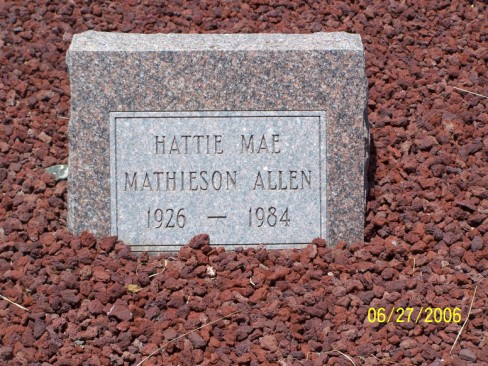 HATTIE MAE
MATHIESON ALLEN
1926 — 1984
06/27/2006